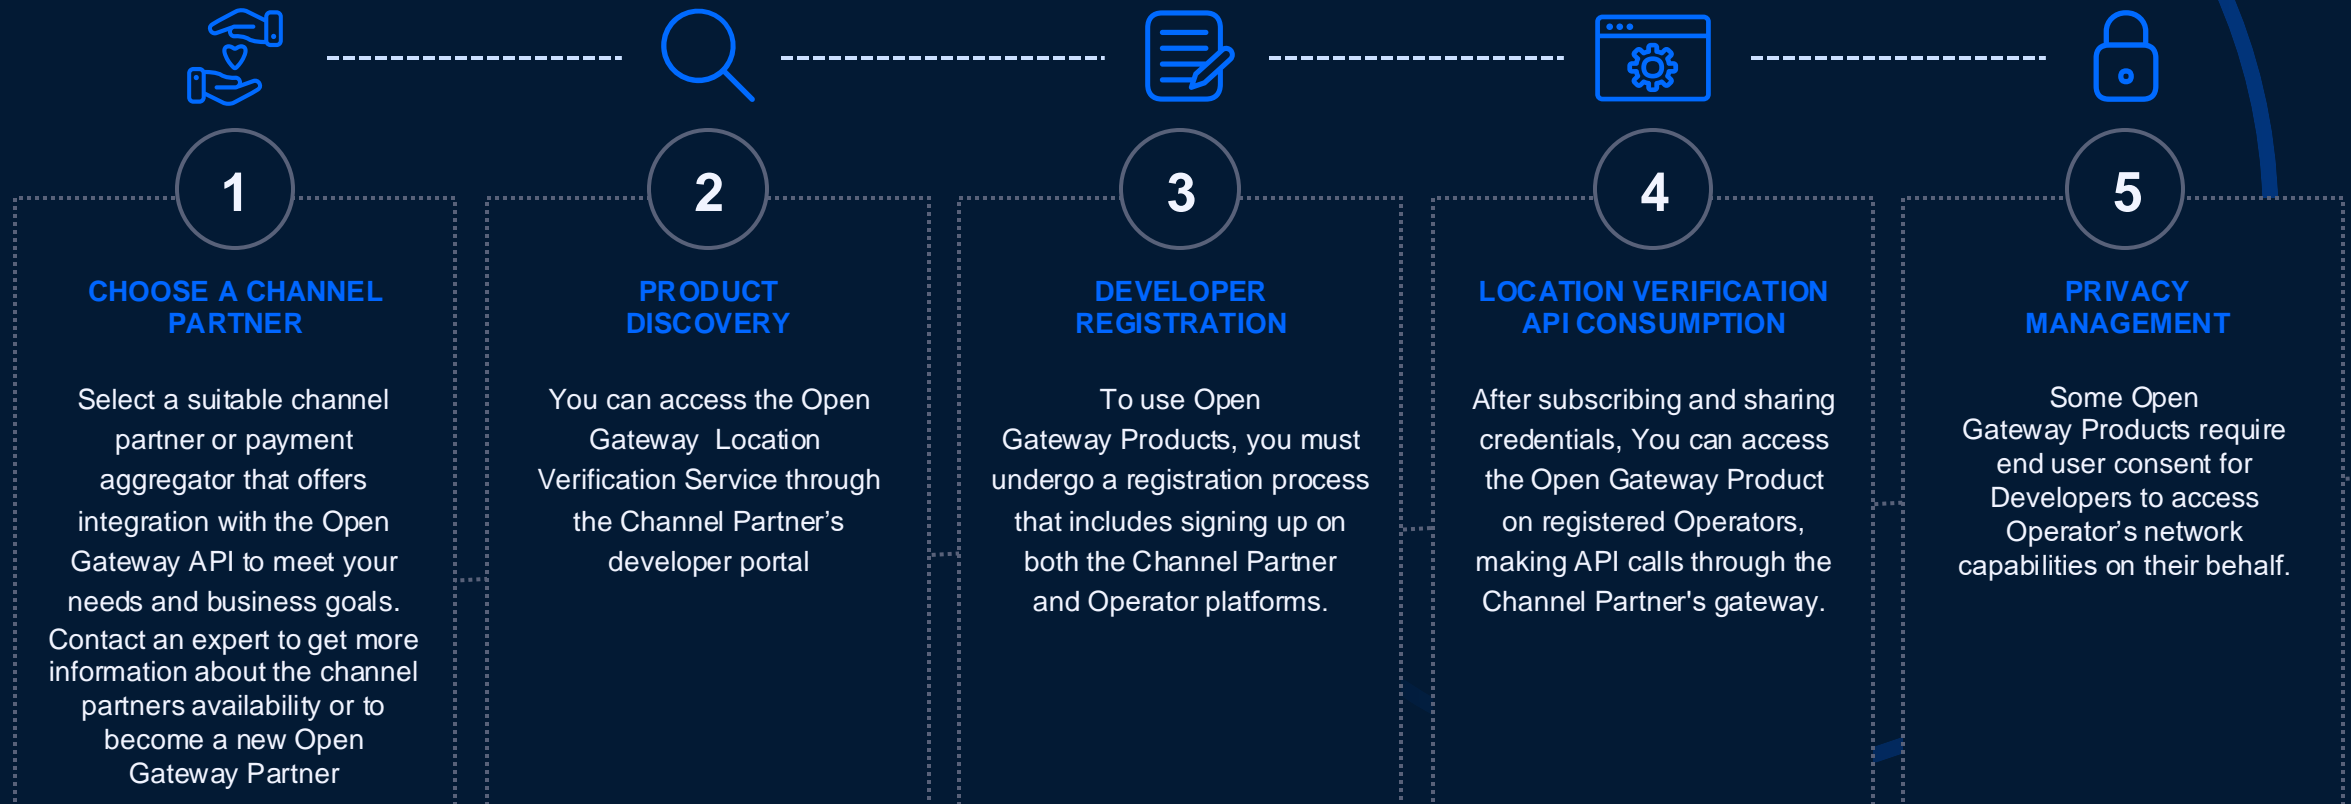 1
CHOOSE A CHANNEL
PARTNER
Select a suitable channel
partner or payment
aggregator that offers
integration with the Open
Gateway API to meet your
needs and business goals.
Contact an expert to get more
information about the channel
partners availability or to
become a new Open
Gateway Partner
2
PRODUCT
DISCOVERY
You can access the Open
Gateway Location
Verification Service through
the Channel Partner’s
developer portal
3
DEVELOPER
REGISTRATION
To use Open
Gateway Products, you must
undergo a registration process
that includes signing up on
both the Channel Partner
and Operator platforms.
4
LOCATION VERIFICATION
API CONSUMPTION
After subscribing and sharing
credentials, You can access
the Open Gateway Product
on registered Operators,
making API calls through the
Channel Partner's gateway.
5
PRIVACY
MANAGEMENT
Some Open
Gateway Products require
end user consent for
Developers to access
Operator’s network
capabilities on their behalf.